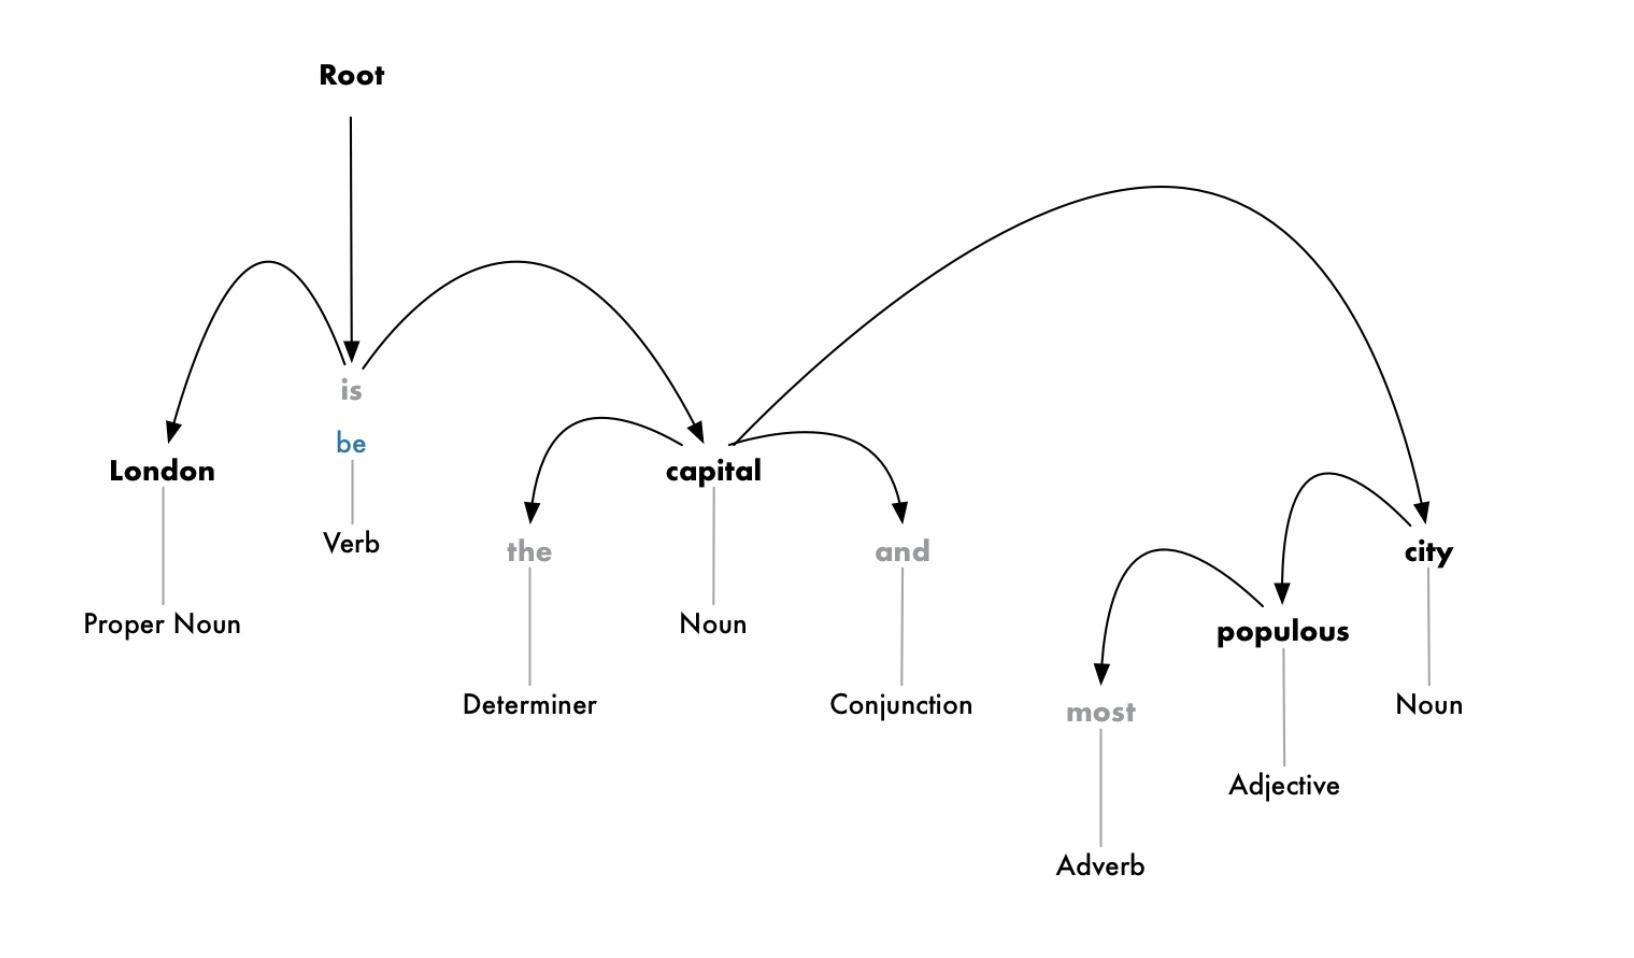 Root
is
be
London
capital
Verb
the
and
city
Proper Noun
Noun
populous
Determiner
Conjunction
most
Noun
Adjective
Adverb